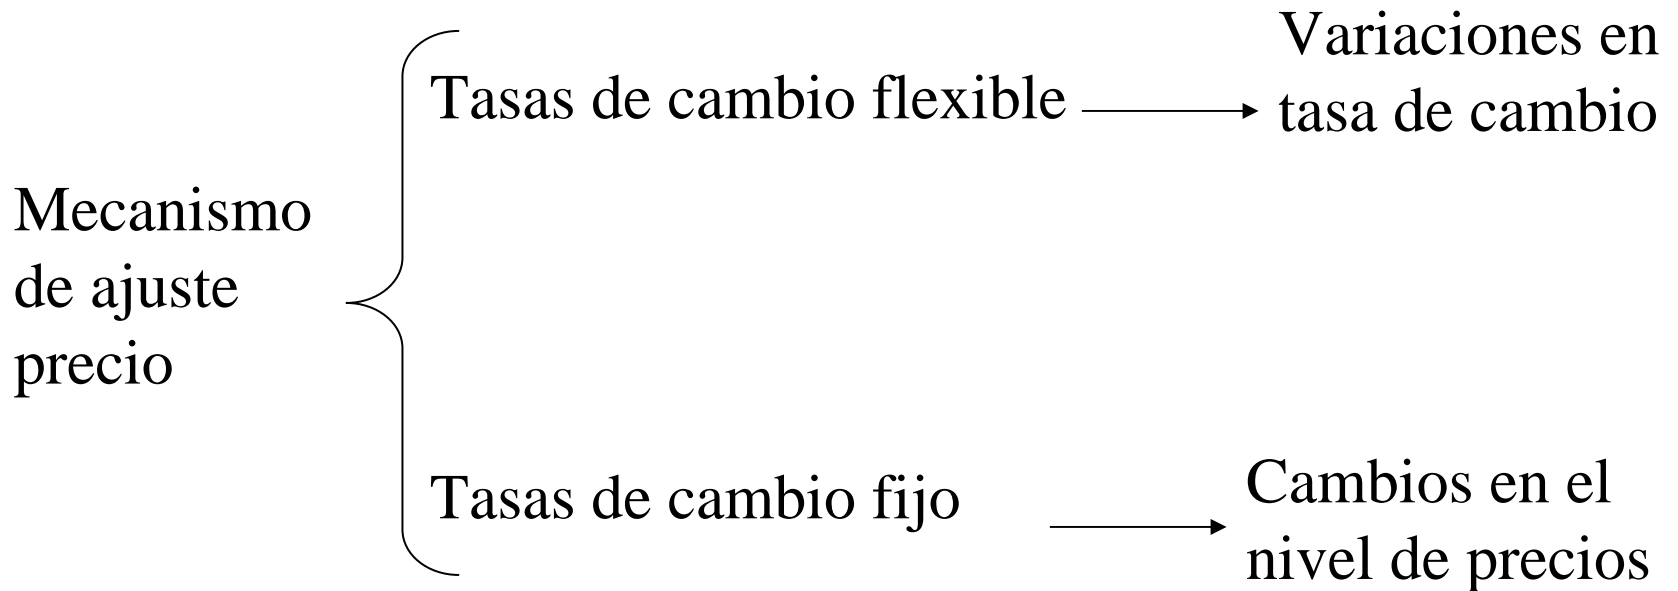 Mecanismo
de ajuste
precio
Tasas de cambio flexible
Variaciones en
tasa de cambio
Tasas de cambio fijo
Cambios en el
nivel de precios